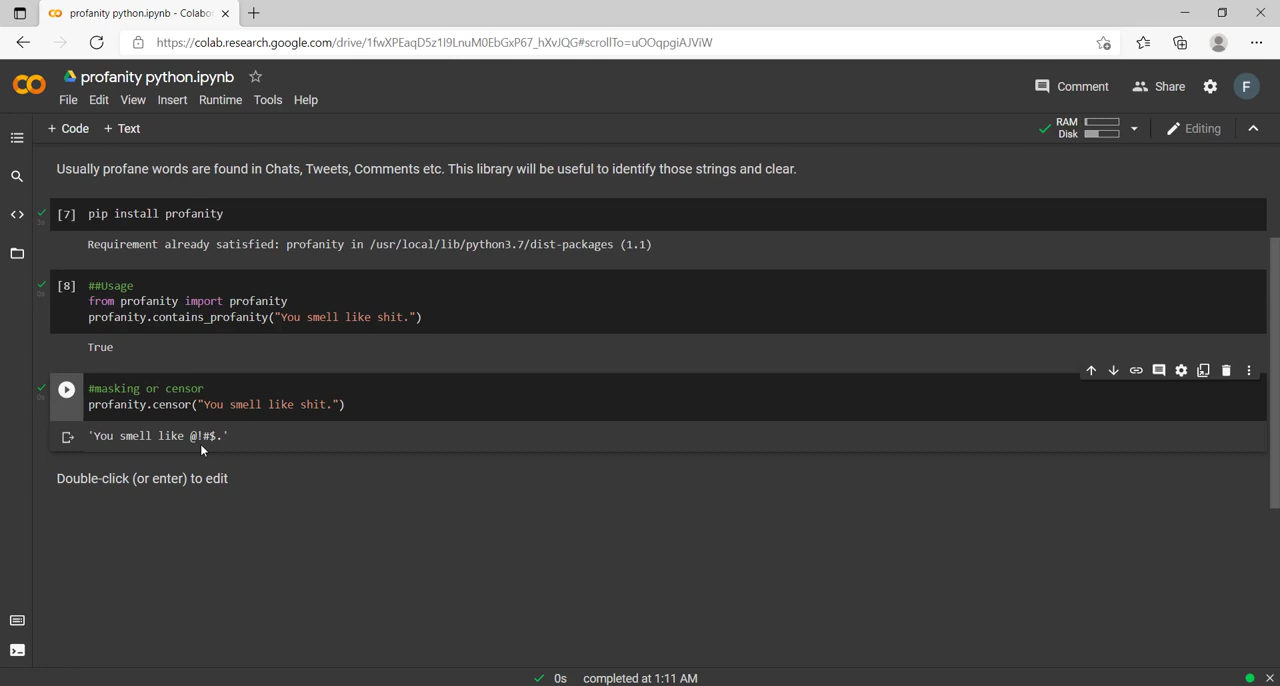 profanity python.ipynb - Colabo
https://colab.research.google.com/drive/1fwXPEaqD5z1I9LnuM0EbGxP67_hXvJQG#scrollTo=uOOqpgiAJViW
profanity python.ipynb
File Edit View Insert Runtime Tools Help
Comment Share F
+ Code + Text
RAM
Disk
Editing
Usually profane words are found in Chats, Tweets, Comments etc. This library will be useful to identify those strings and clear.
[7] pip install profanity
3s
Requirement already satisfied: profanity in /usr/local/lib/python3.7/dist-packages (1.1)
[8] ##Usage
0s
from profanity import profanity
profanity.contains_profanity("You smell like shit.")
True
#masking or censor
0s
profanity.censor("You smell like shit.")
'You smell like @!#$.'
Double-click (or enter) to edit
0s completed at 1:11 AM